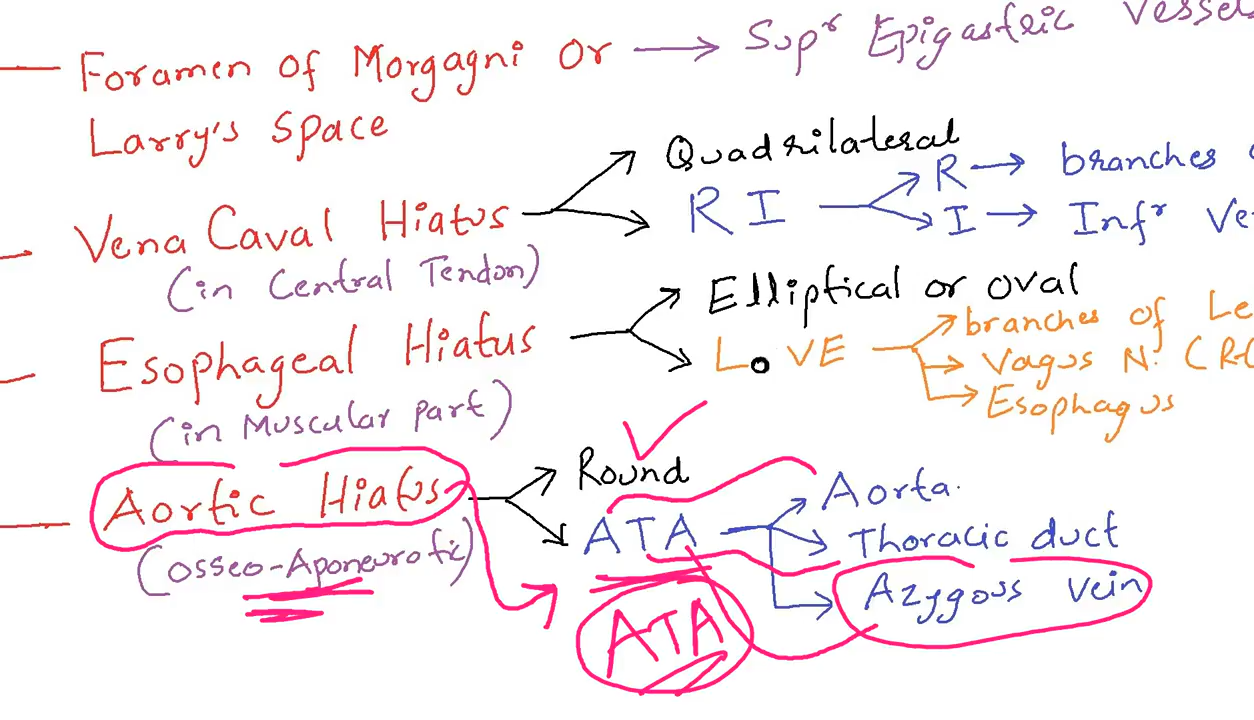 Foramen of Morgagni Or → Supr Epigastric Vessels
Larry's Space
Quadrilateral
Vena Caval Hiatus R I R → branches
(in Central Tendon) I → Infr
Elliptical or oval
Esophageal Hiatus LoVE branches of
Vagus N.
(in Muscular part) Esophagus
Round
Aortic Hiatus Aorta.
ATA Thoracic duct
(osseo-Aponeurotic) Azygous vein
ATA